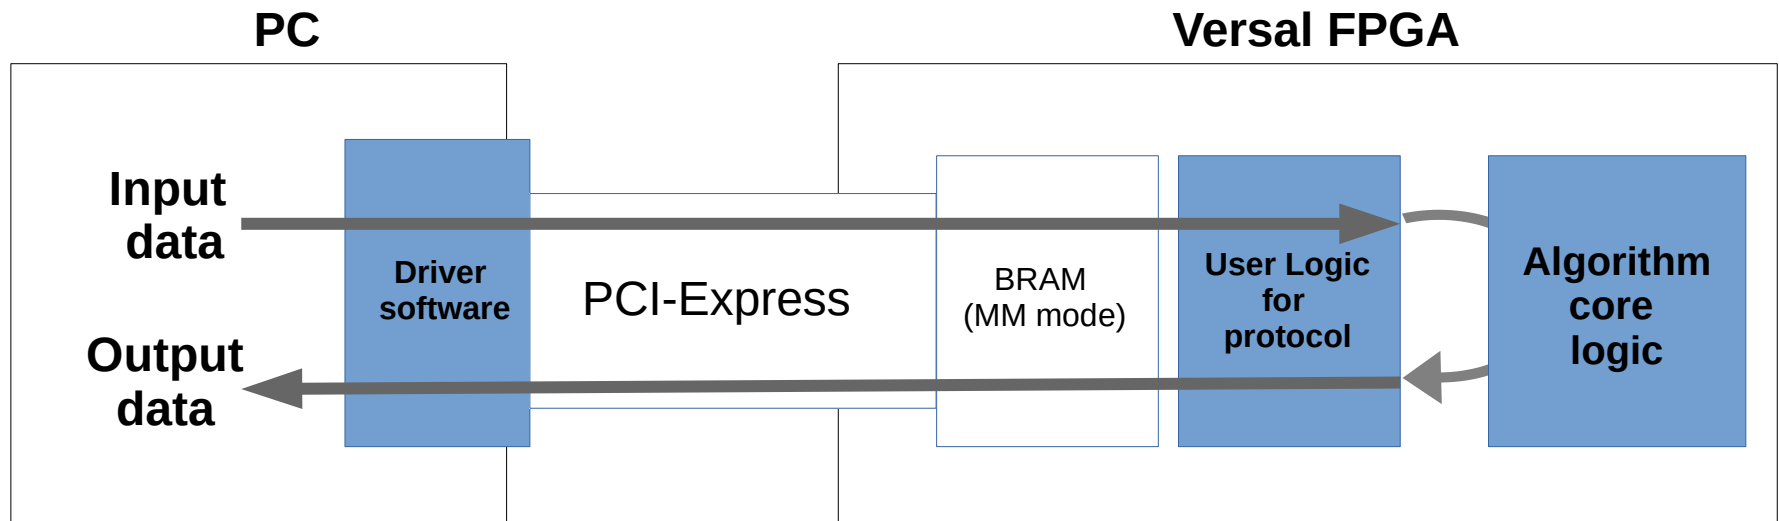 PC
Versal FPGA
Input
data
Driver
software
PCI-Express
BRAM
(MM mode)
User Logic
for
protocol
Algorithm
core
logic
Output
data